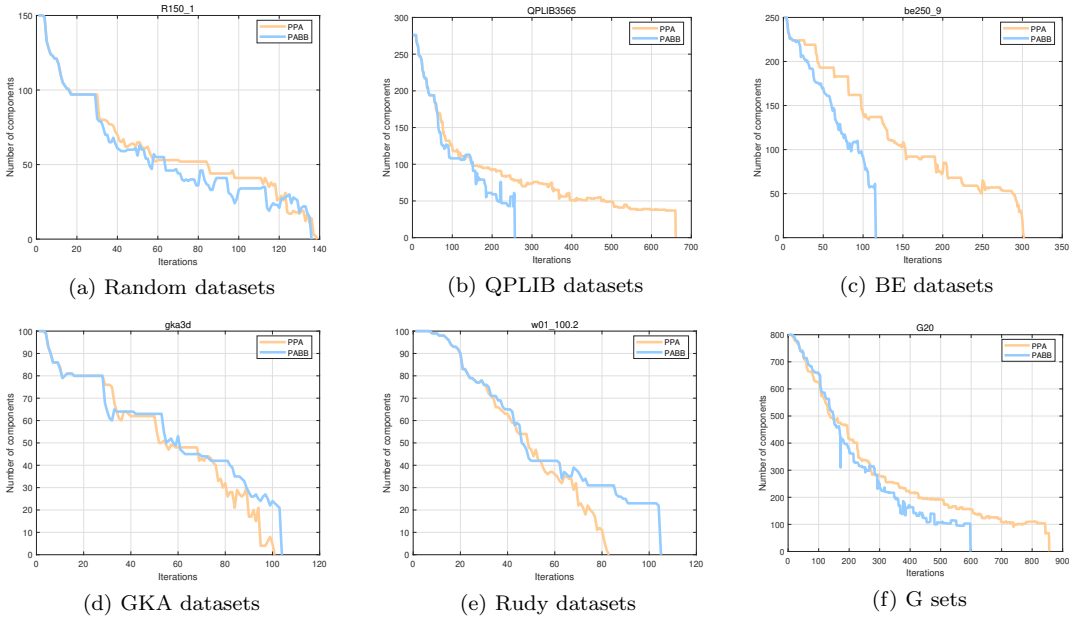 R150_1
PPA
PABB
150
100
50
0
Number of components
0 20 40 60 80 100 120 140
Iterations
(a) Random datasets
QPLIB3565
PPA
PABB
300
250
200
150
100
50
0
Number of components
0 100 200 300 400 500 600 700
Iterations
(b) QPLIB datasets
be250_9
PPA
PABB
250
200
150
100
50
0
Number of components
0 50 100 150 200 250 300 350
Iterations
(c) BE datasets
gka3d
PPA
PABB
100
90
80
70
60
50
40
30
20
10
0
Number of components
0 20 40 60 80 100 120
Iterations
(d) GKA datasets
w01_100.2
PPA
PABB
100
90
80
70
60
50
40
30
20
10
0
Number of components
0 20 40 60 80 100 120
Iterations
(e) Rudy datasets
G20
PPA
PABB
800
700
600
500
400
300
200
100
0
Number of components
0 100 200 300 400 500 600 700 800 900
Iterations
(f) G sets